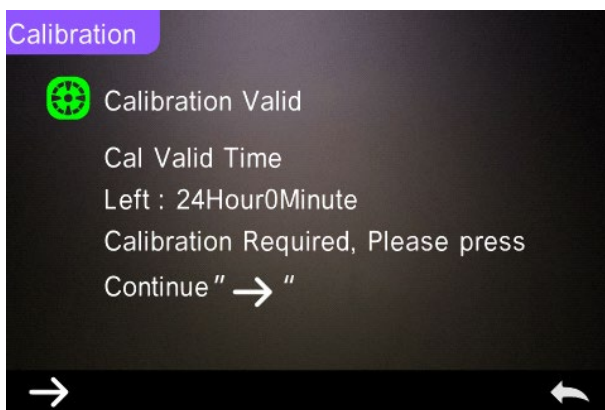 Calibration
Calibration Valid
Cal Valid Time
Left : 24Hour0Minute
Calibration Required, Please press
Continue" → "